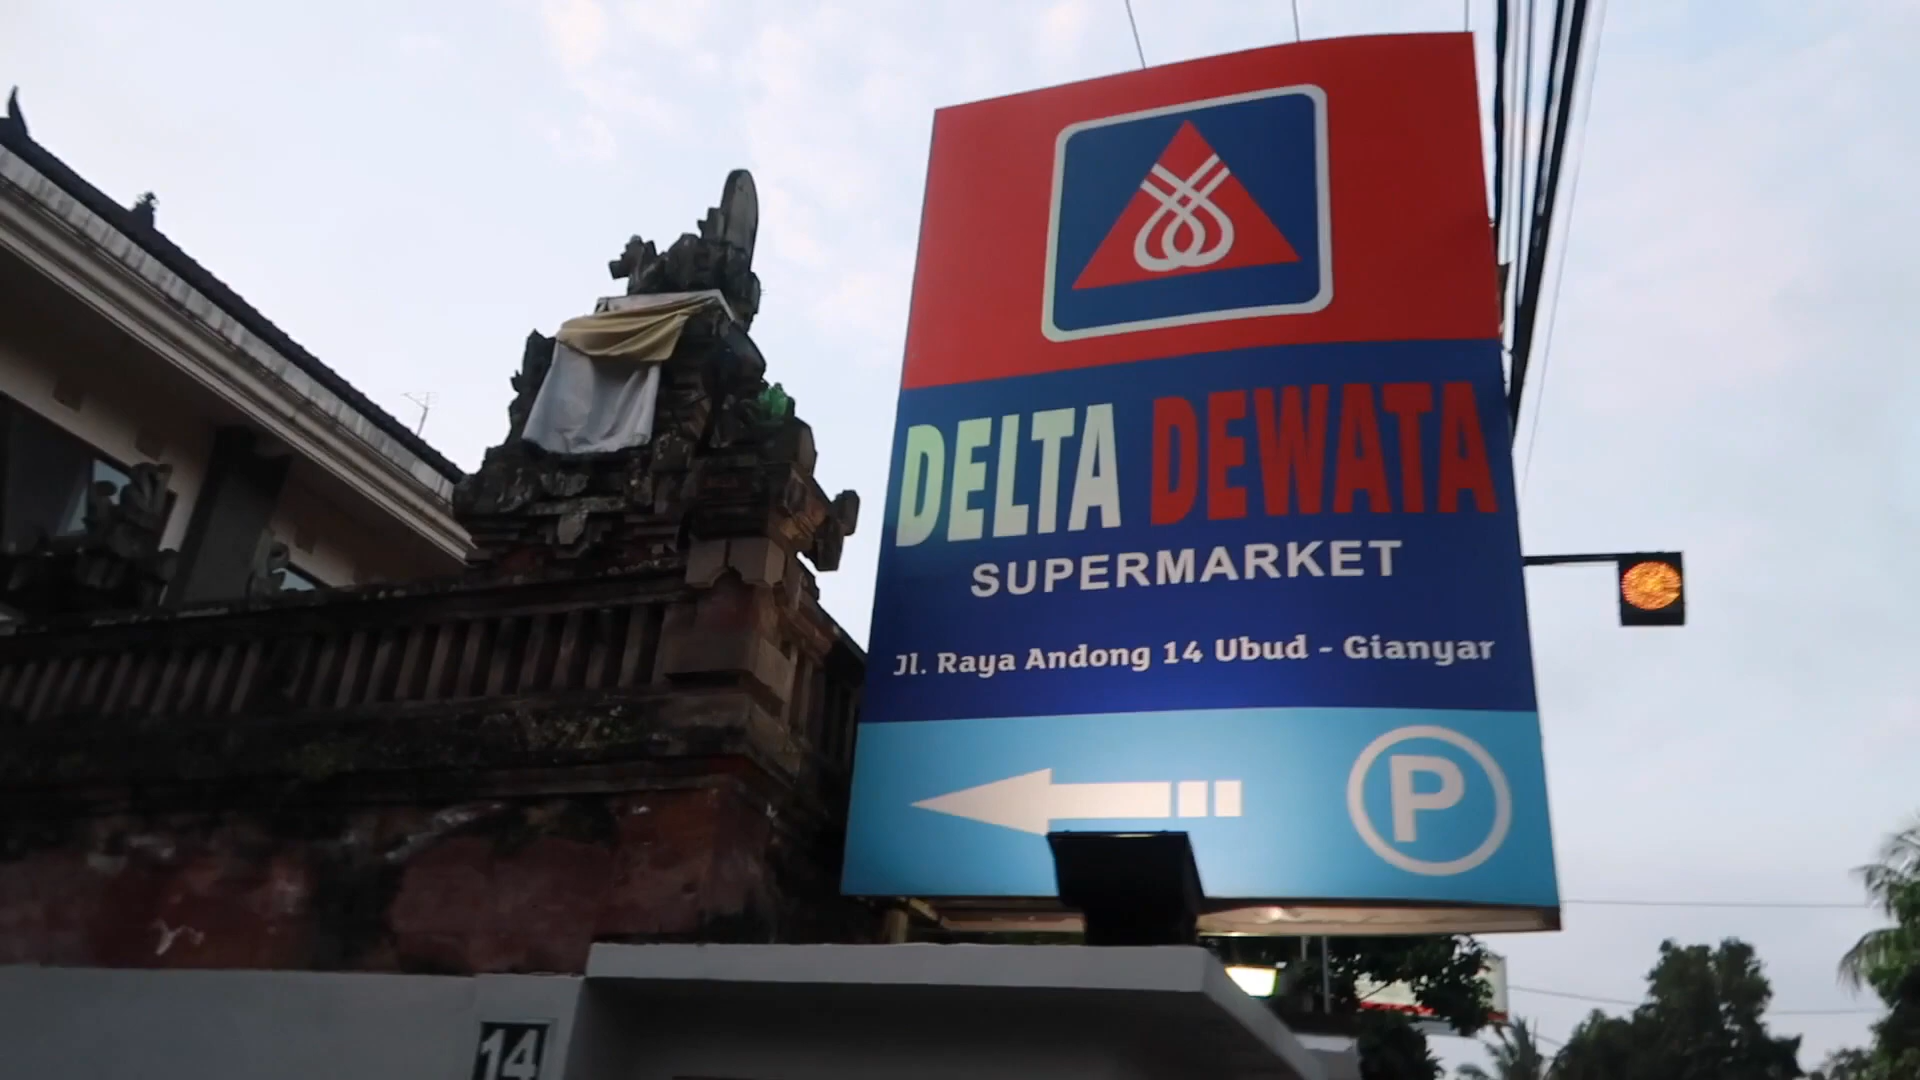 DELTA DEWATA
SUPERMARKET
Jl. Raya Andong 14 Ubud - Gianyar
P
14